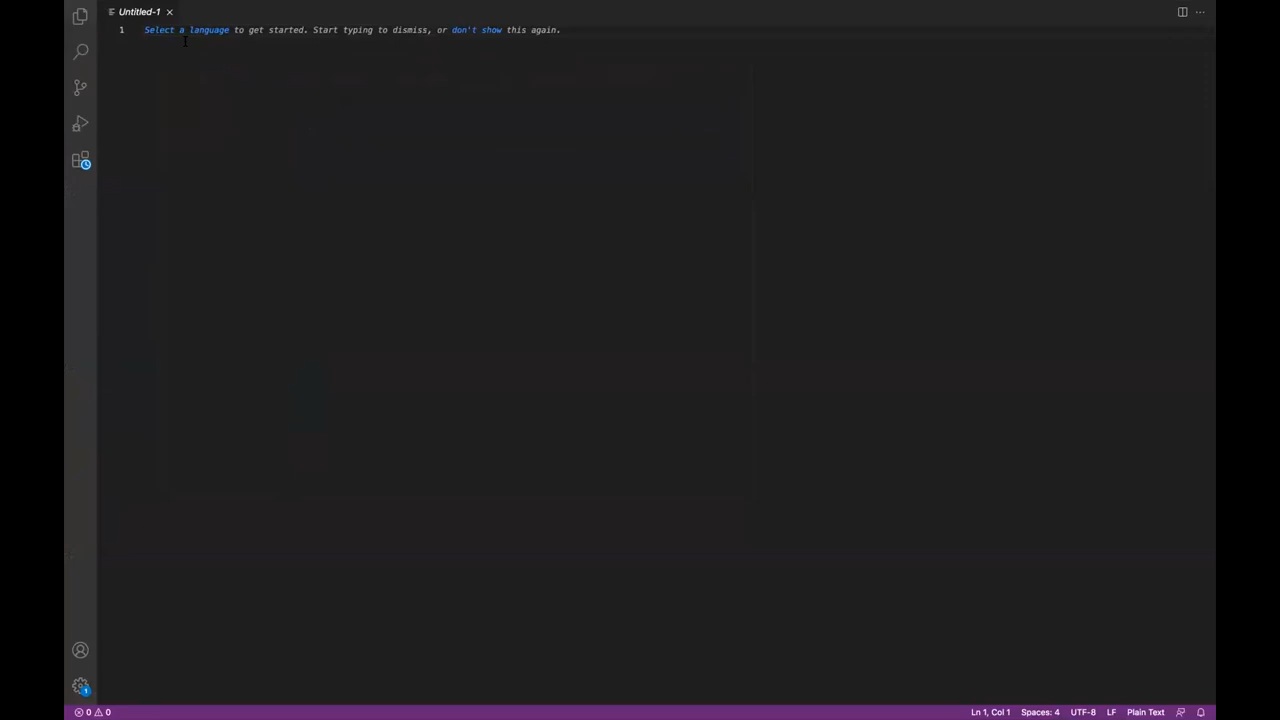 Untitled-1
1 Select a language to get started. Start typing to dismiss, or don't show this again.
1
0 0 Ln 1, Col 1 Spaces: 4 UTF-8 LF Plain Text